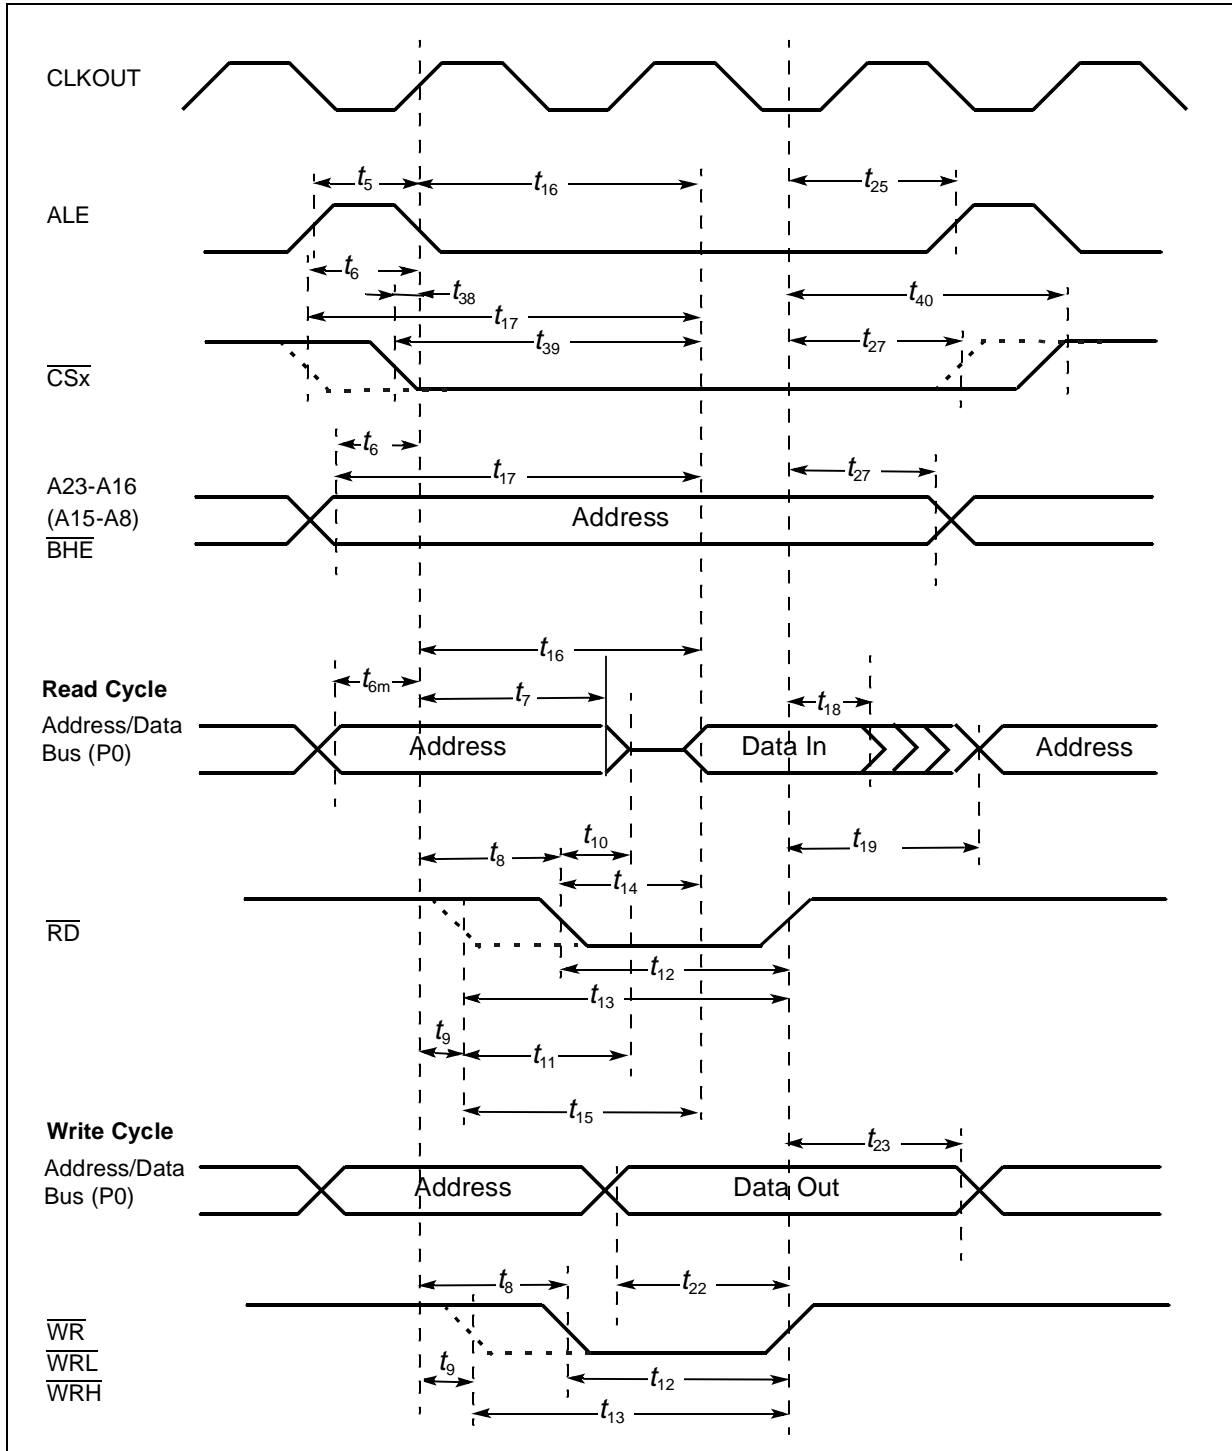 CLKOUT
t5
t16
t25
ALE
t6
t38
t40
t17
t39
t27
CSx
t6
t17
t27
A23-A16
(A15-A8)
BHE
Address
t16
Read Cycle
t6m
t7
t18
Address/Data
Bus (P0)
Address
Data In
Address
t10
t8
t19
t14
RD
t12
t13
t9
t11
t15
Write Cycle
t23
Address/Data
Bus (P0)
Address
Data Out
t8
t22
WR
WRL
WRH
t9
t12
t13